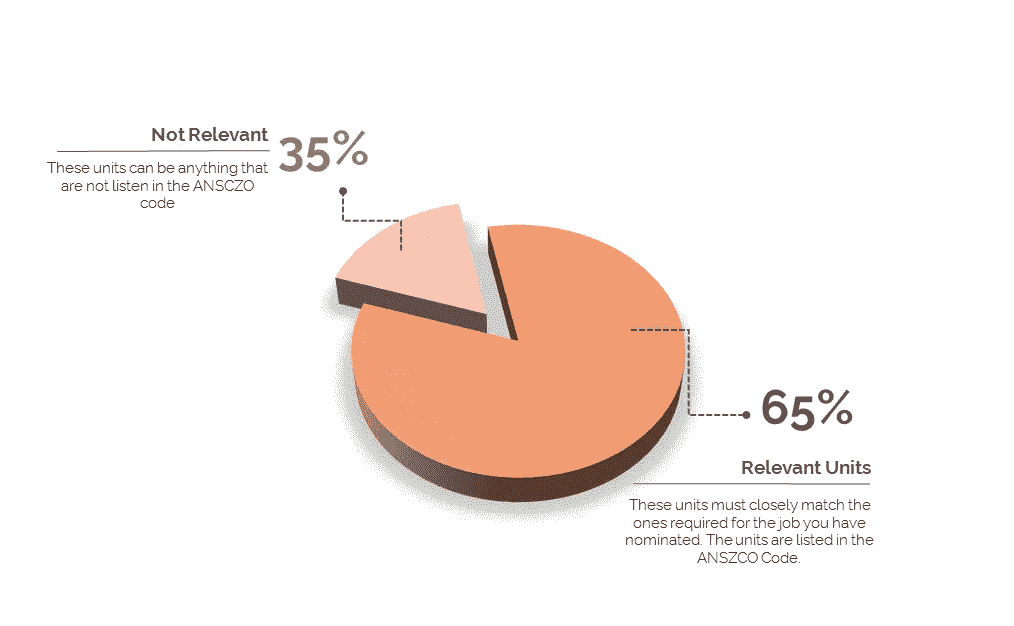 Not Relevant
35%
These units can be anything that
are not listen in the ANSCZO
code
65%
Relevant Units
These units must closely match the
ones required for the job you have
nominated. The units are listed in the
ANSZCO Code.